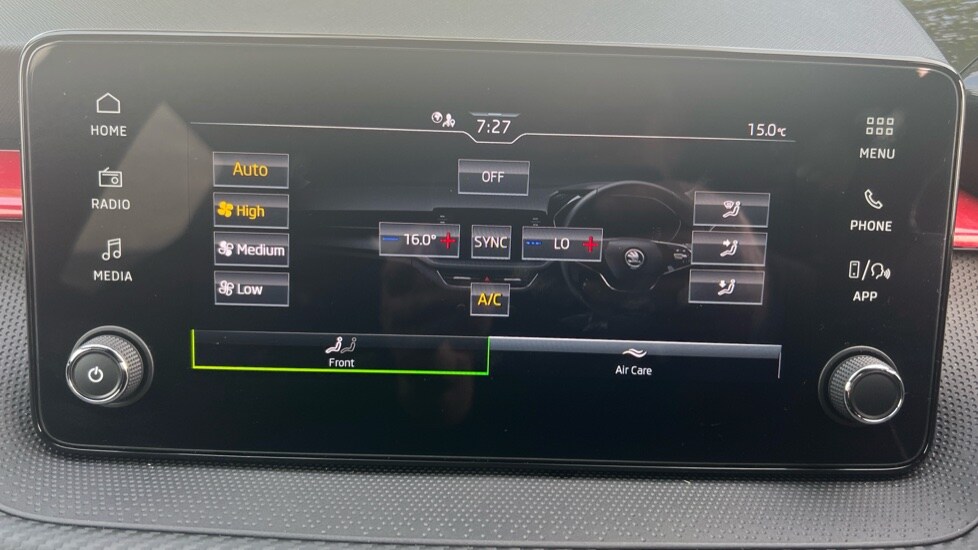 HOME
RADIO
MEDIA
7:27
15.0°C
Auto
High
Medium
Low
OFF
16.0°
SYNC
LO
A/C
Front
Air Care
MENU
PHONE
APP